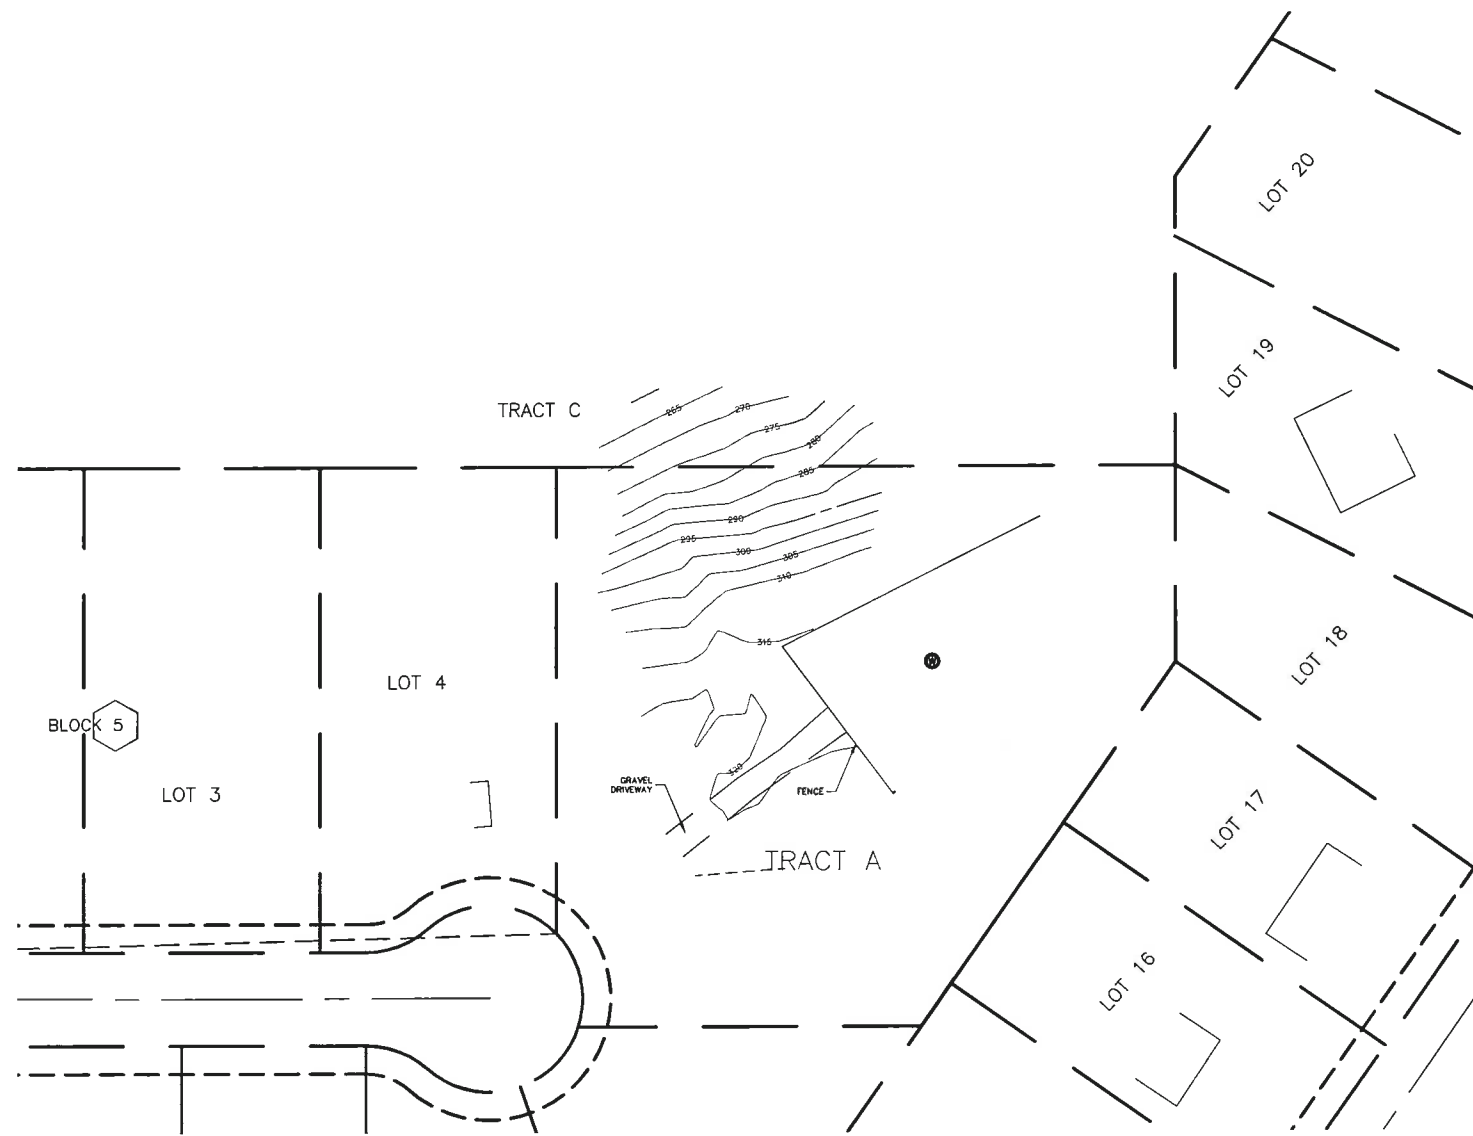 LOT 20
LOT 19
TRACT C
265
270
275
280
285
290
295
300
305
310
315
LOT 18
LOT 4
BLOCK 5
LOT 3
320
GRAVEL
DRIVEWAY
FENCE
W
TRACT A
LOT 17
LOT 16